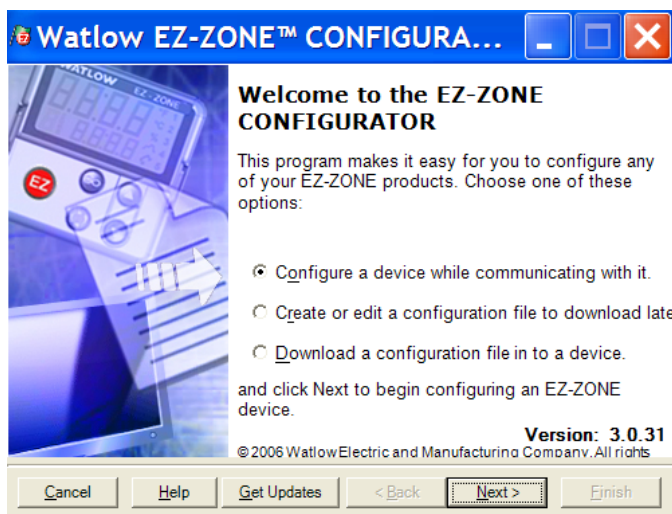 Watlow EZ-ZONE™ CONFIGURA...
WATLOW
EZ-ZONE
EZ
Welcome to the EZ-ZONE
CONFIGURATOR
This program makes it easy for you to configure any
of your EZ-ZONE products. Choose one of these
options:
Configure a device while communicating with it.
Create or edit a configuration file to download late
Download a configuration file in to a device.
and click Next to begin configuring an EZ-ZONE
device.
Version: 3.0.31
© 2006 Watlow Electric and Manufacturing Company. All rights
Cancel Help Get Updates < Back Next > Finish